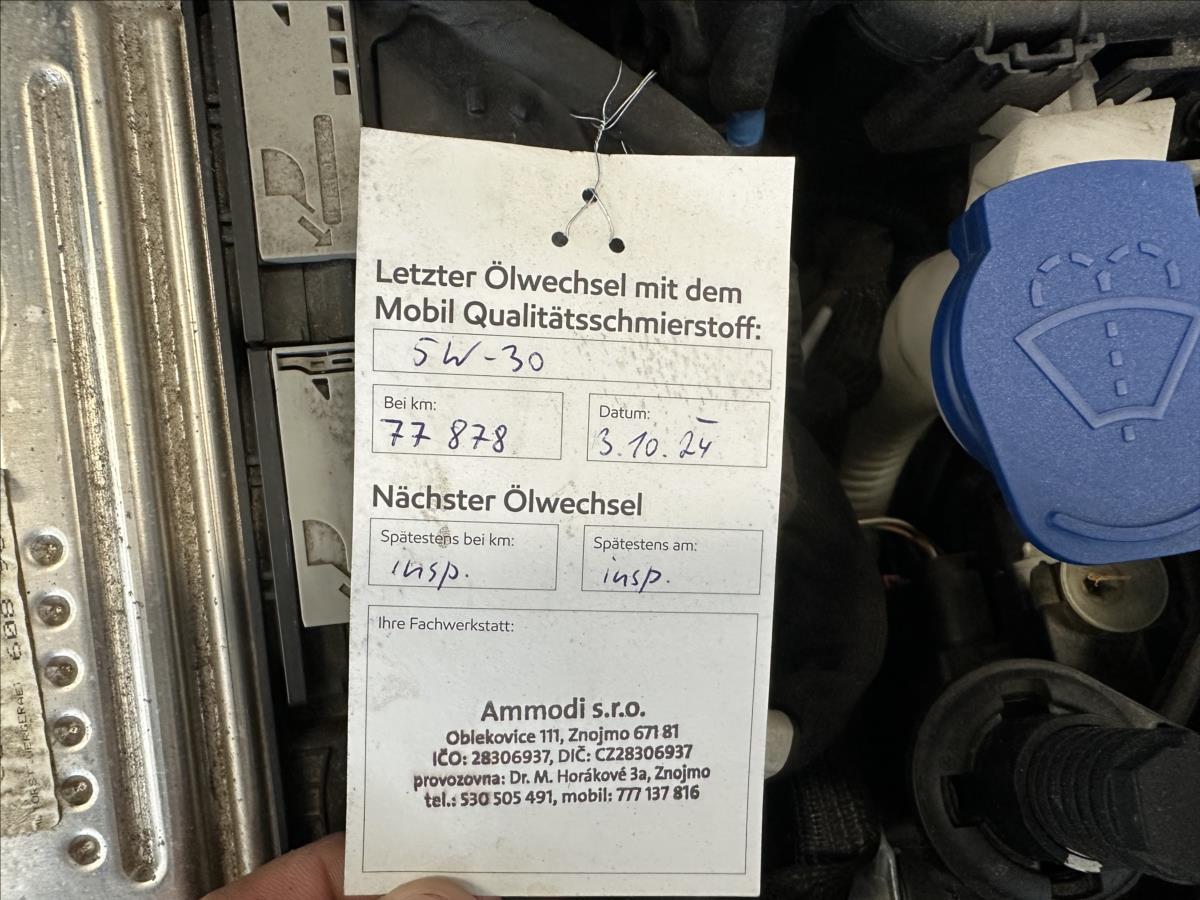 Letzter Ölwechsel mit dem
Mobil Qualitätsschmierstoff:
5W-30
Bei km:
77 878
Datum:
3.10.24
Nächster Ölwechsel
Spätestens bei km:
insp.
Spätestens am:
insp.
Ihre Fachwerkstatt:
Ammodi s.r.o.
Oblekovice 111, Znojmo 671 81
IČO: 28306937, DIČ: CZ28306937
provozovna: Dr. M. Horákové 3a, Znojmo
tel.: 530 505 491, mobil: 777 137 816